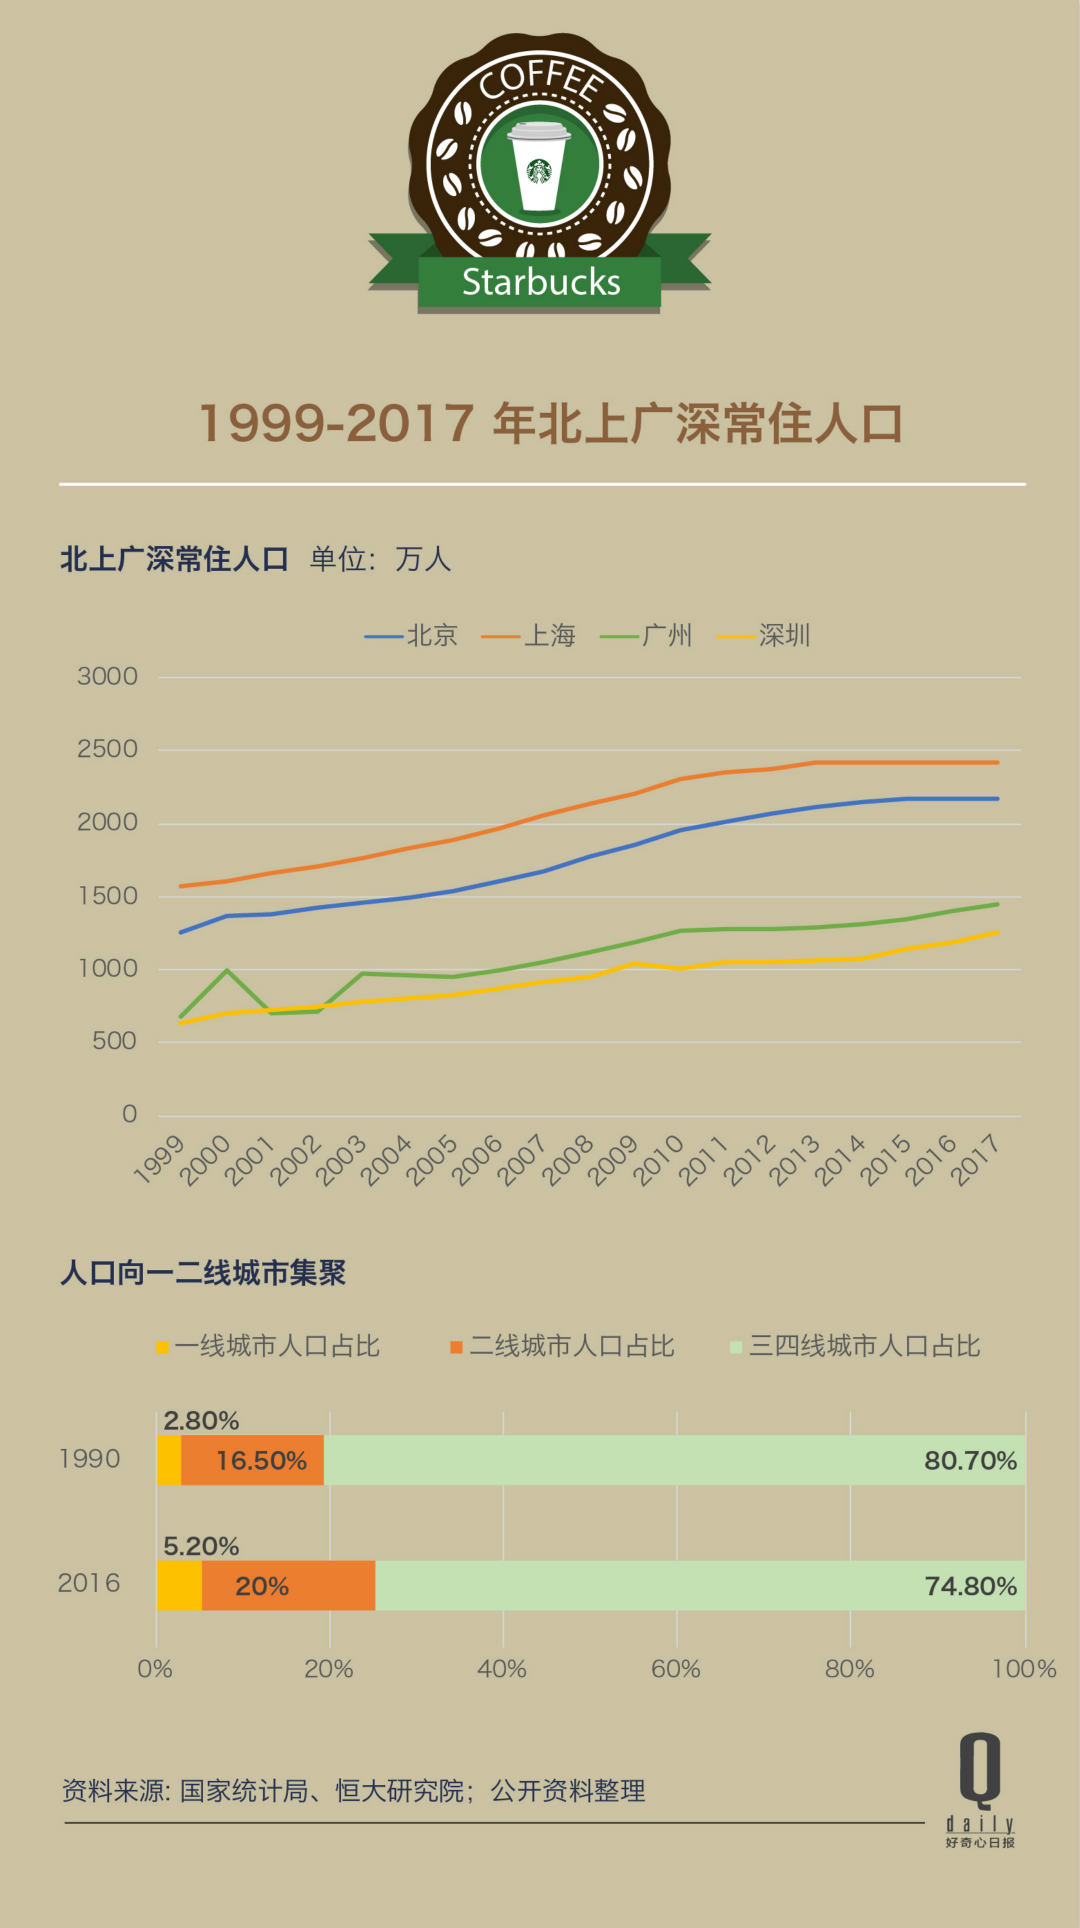 COFFEE
Starbucks
1999-2017 年北上广深常住人口
北上广深常住人口 单位：万人
北京 上海 广州 深圳
3000
2500
2000
1500
1000
500
0
1999 2000 2001 2002 2003 2004 2005 2006 2007 2008 2009 2010 2011 2012 2013 2014 2015 2016 2017
人口向一二线城市集聚
一线城市人口占比 二线城市人口占比 三四线城市人口占比
2.80%
1990 16.50% 80.70%
5.20%
2016 20% 74.80%
0% 20% 40% 60% 80% 100%
资料来源: 国家统计局、恒大研究院；公开资料整理
Q
daily
好奇心日报